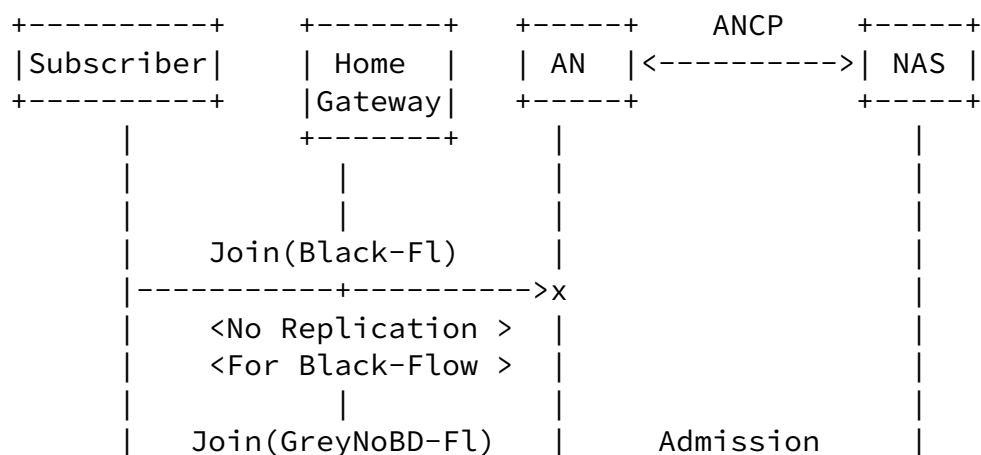 +----------+ +-------+ +-----+ ANCP +-----+
|Subscriber| | Home | | AN |<---------->| NAS |
+----------+ |Gateway| +-----+ +-----+
| +-------+ | |
| | | |
| | | |
| Join(Black-Fl) | |
|-----------+---------->x |
| <No Replication > | |
| <For Black-Flow > | |
| | | |
| Join(GreyNoBD-Fl) | Admission |